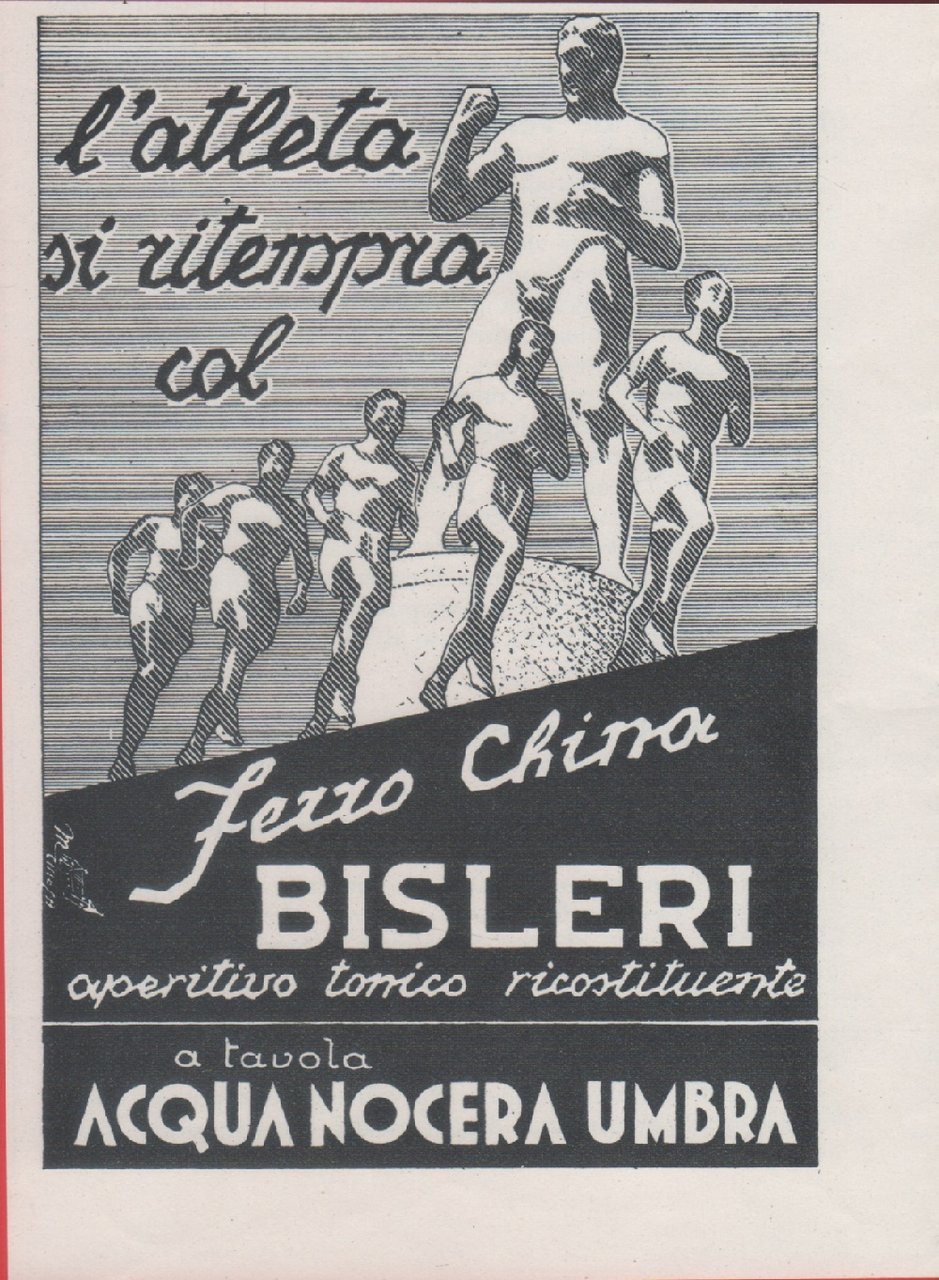 l'atleta
si ritempra
col
Ferro China
BISLERI
aperitivo tonico ricostituente
a tavola
ACQUA NOCERA UMBRA